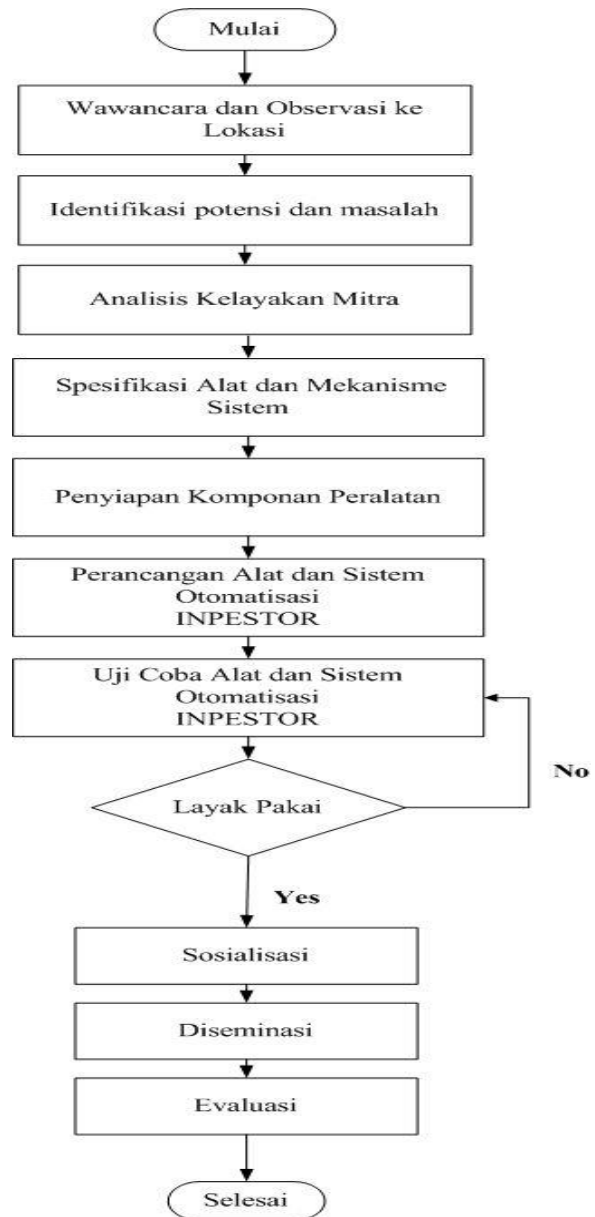 Mulai
Wawancara dan Observasi ke
Lokasi
Identifikasi potensi dan masalah
Analisis Kelayakan Mitra
Spesifikasi Alat dan Mekanisme
Sistem
Penyiapan Komponan Peralatan
Perancangan Alat dan Sistem
Otomatisasi
INPESTOR
Uji Coba Alat dan Sistem
Otomatisasi
INPESTOR
No
Layak Pakai
Yes
Sosialisasi
Diseminasi
Evaluasi
Selesai